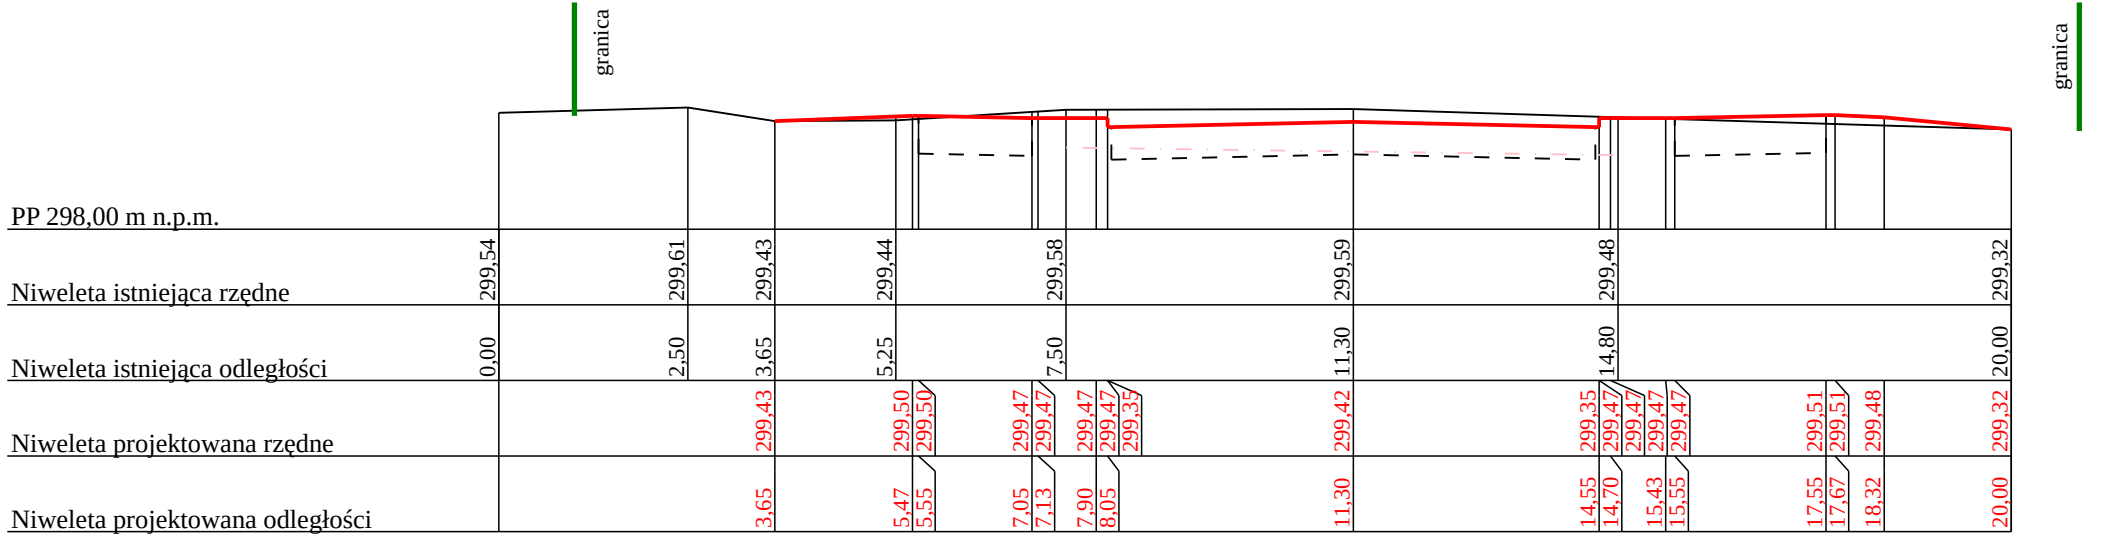 granica
granica
PP 298,00 m n.p.m.
Niweleta istniejąca rzędne 299,54 299,61 299,43 299,44 299,58 299,59 299,48 299,32
Niweleta istniejąca odległości 0,00 2,50 3,65 5,25 7,50 11,30 14,80 20,00
Niweleta projektowana rzędne 299,43 299,50 299,50 299,47 299,47 299,47 299,47 299,35 299,42 299,35 299,47 299,47 299,47 299,47 299,51 299,51 299,48 299,32
Niweleta projektowana odległości 3,65 5,47 5,55 7,05 7,13 7,90 8,05 11,30 14,55 14,70 15,43 15,55 17,55 17,67 18,32 20,00